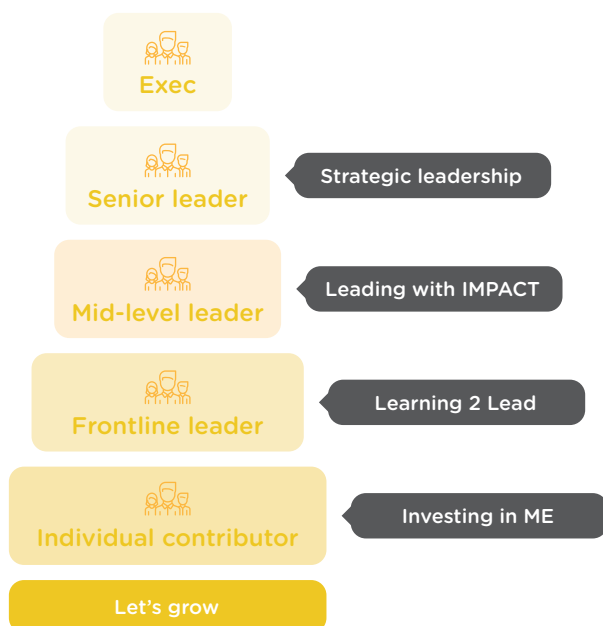 Exec
Senior leader
Strategic leadership
Mid-level leader
Leading with IMPACT
Frontline leader
Learning 2 Lead
Individual contributor
Investing in ME
Let's grow